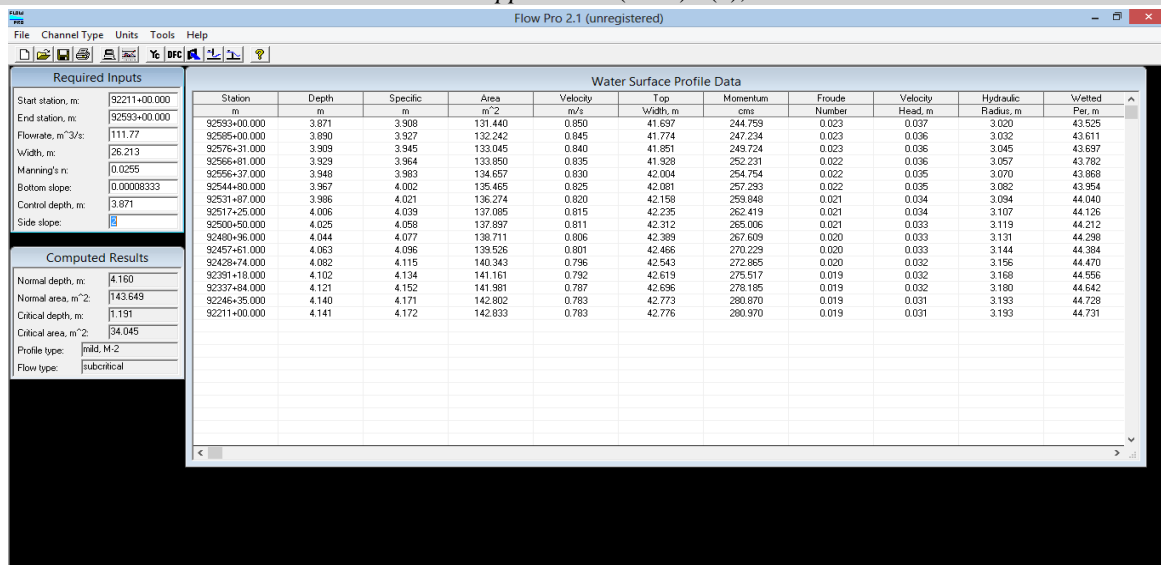 FLOW PRO Flow Pro 2.1 (unregistered)
File Channel Type Units Tools Help
Yc DFC
Required Inputs
Start station, m: 92211+00.000
End station, m: 92593+00.000
Flowrate, m^3/s: 111.77
Width, m: 26.213
Manning's n: 0.0255
Bottom slope: 0.00008333
Control depth, m: 3.871
Side slope: 2
Computed Results
Normal depth, m: 4.160
Normal area, m^2: 143.649
Critical depth, m: 1.191
Critical area, m^2: 34.045
Profile type: mild, M-2
Flow type: subcritical
Water Surface Profile Data
Station Depth Specific Area Velocity Top Momentum Froude Velocity Hydraulic Wetted
m m m m^2 m/s Width, m cms Number Head, m Radius, m Per, m
92593+00.000 3.871 3.908 131.440 0.850 41.697 244.759 0.023 0.037 3.020 43.525
92585+00.000 3.890 3.927 132.242 0.845 41.774 247.234 0.023 0.036 3.032 43.611
92576+31.000 3.909 3.945 133.045 0.840 41.851 249.724 0.023 0.036 3.045 43.697
92566+81.000 3.929 3.964 133.850 0.835 41.928 252.231 0.022 0.036 3.057 43.782
92556+37.000 3.948 3.983 134.657 0.830 42.004 254.754 0.022 0.035 3.070 43.868
92544+80.000 3.967 4.002 135.465 0.825 42.081 257.293 0.022 0.035 3.082 43.954
92531+87.000 3.986 4.021 136.274 0.820 42.158 259.848 0.021 0.034 3.094 44.040
92517+25.000 4.006 4.039 137.085 0.815 42.235 262.419 0.021 0.034 3.107 44.126
92500+50.000 4.025 4.058 137.897 0.811 42.312 265.006 0.021 0.033 3.119 44.212
92480+96.000 4.044 4.077 138.711 0.806 42.389 267.609 0.020 0.033 3.131 44.298
92457+61.000 4.063 4.096 139.526 0.801 42.466 270.229 0.020 0.033 3.144 44.384
92428+74.000 4.082 4.115 140.343 0.796 42.543 272.865 0.020 0.032 3.156 44.470
92391+18.000 4.102 4.134 141.161 0.792 42.619 275.517 0.019 0.032 3.168 44.556
92337+84.000 4.121 4.152 141.981 0.787 42.696 278.185 0.019 0.032 3.180 44.642
92246+35.000 4.140 4.171 142.802 0.783 42.773 280.870 0.019 0.031 3.193 44.728
92211+00.000 4.141 4.172 142.833 0.783 42.776 280.970 0.019 0.031 3.193 44.731